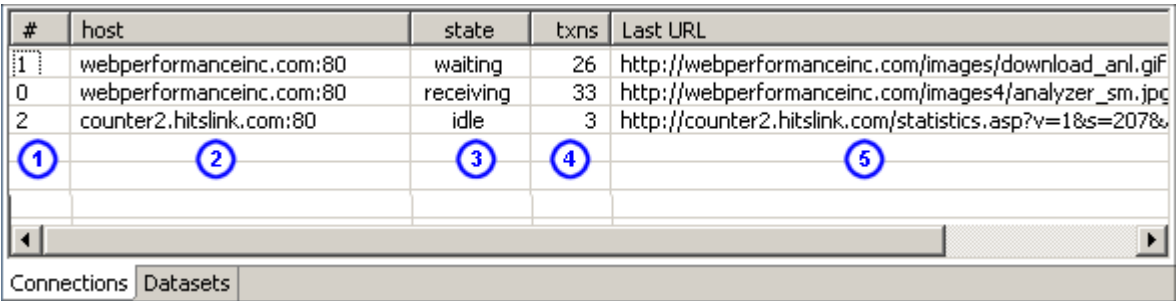 # host state txns Last URL
1 webperformanceinc.com:80 waiting 26 http://webperformanceinc.com/images/download_anl.gif
0 webperformanceinc.com:80 receiving 33 http://webperformanceinc.com/images4/analyzer_sm.jpg
2 counter2.hitslink.com:80 idle 3 http://counter2.hitslink.com/statistics.asp?v=1&s=207&
1 2 3 4 5
Connections Datasets